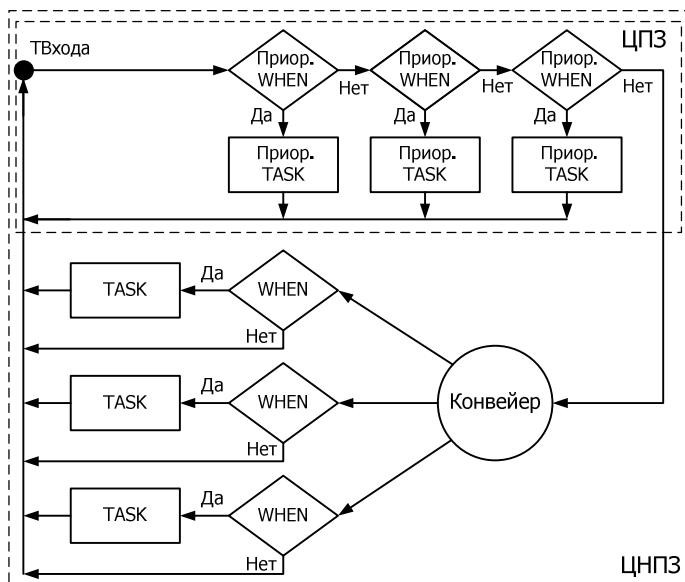 ЦПЗ
ТВхода
Приор.
WHEN
Нет
Приор.
WHEN
Нет
Приор.
WHEN
Нет
Да
Да
Да
Приор.
TASK
Приор.
TASK
Приор.
TASK
TASK
Да
WHEN
Нет
TASK
Да
WHEN
Нет
Конвейер
TASK
Да
WHEN
Нет
ЦНПЗ